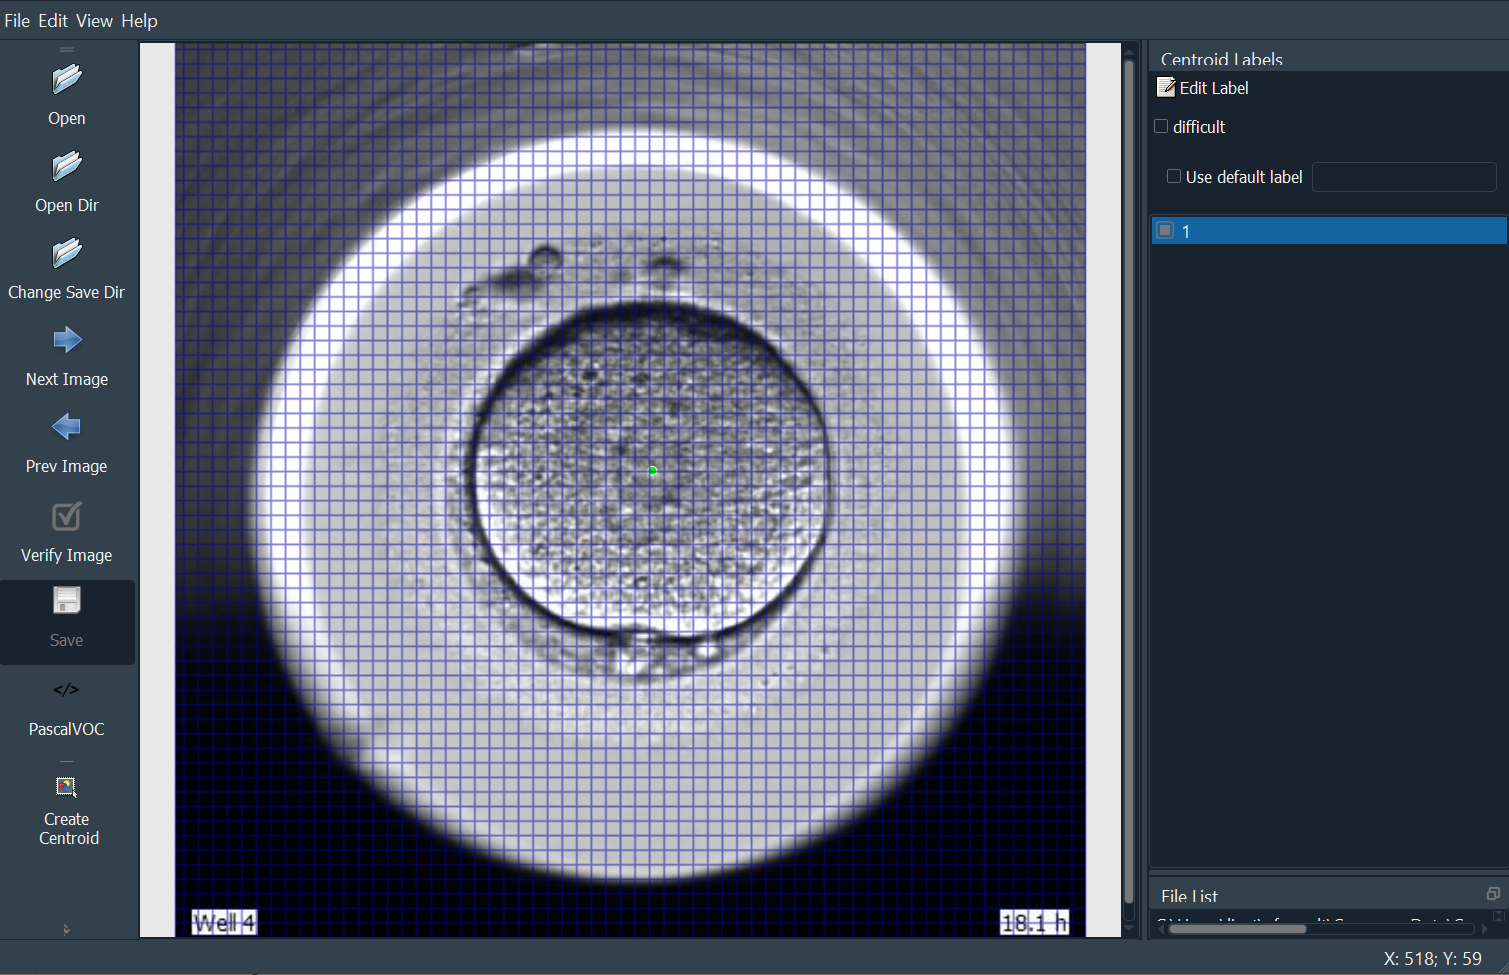 File Edit View Help
Open
Open Dir
Change Save Dir
Next Image
Prev Image
Verify Image
Save
</>
PascalVOC
Create
Centroid
Well 4
18.1 h
Centroid Labels
Edit Label
difficult
Use default label
1
File List
X: 518; Y: 59